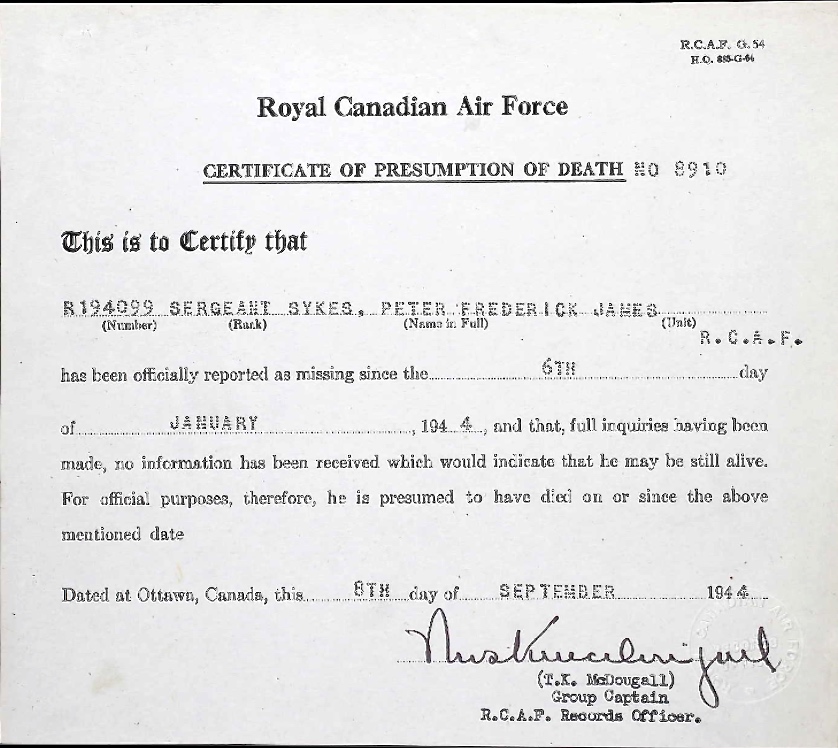 R.C.A.F. G. 54
H.Q. 885-G-54
Royal Canadian Air Force
CERTIFICATE OF PRESUMPTION OF DEATH NO 8910
This is to Certify that
R194099 SERGEANT SYKES, PETER FREDERICK JAMES
(Number) (Rank) (Name in Full) (Unit)
R.C.A.F.
has been officially reported as missing since the 6TH day
of JANUARY, 1944, and that, full inquiries having been
made, no information has been received which would indicate that he may be still alive.
For official purposes, therefore, he is presumed to have died on or since the above
mentioned date
Dated at Ottawa, Canada, this 8TH day of SEPTEMBER 1944
(T.K. McDougall)
Group Captain
R.C.A.F. Records Officer.